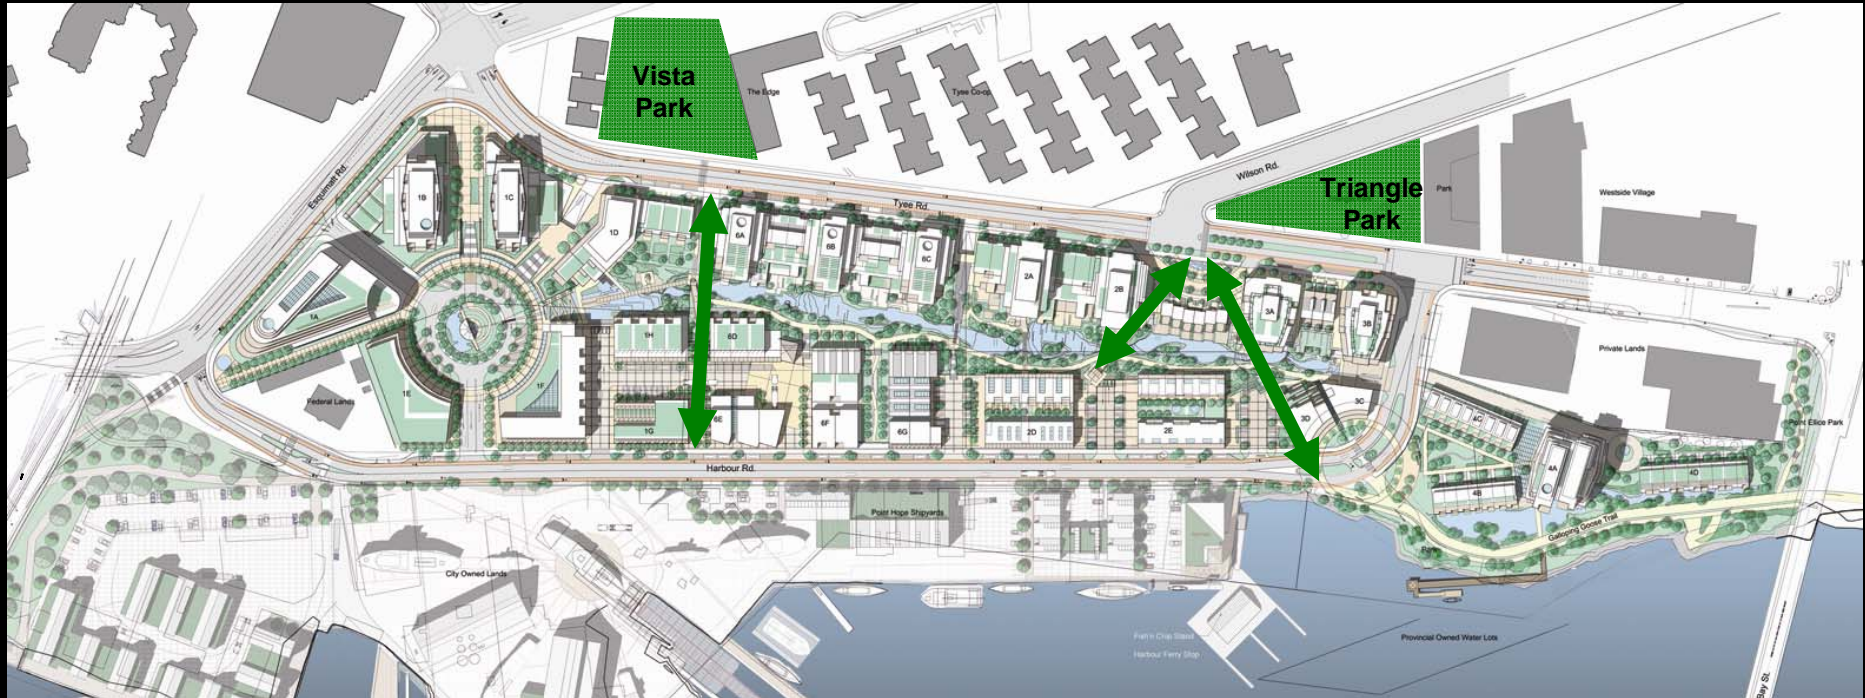 Vista
Park
The Edge
Tyee Co-op
Wilson Rd.
Triangle
Park
Park
Westside Village
Esquimalt Rd.
Tyee Rd.
1B
1C
1D
6A
6B
6C
2A
2B
3A
3B
1A
1H
6D
Private Lands
1E
1F
Federal Lands
1G
6E
6F
6G
2D
2E
3D
3C
4C
Point Ellice Park
4A
4D
4B
Harbour Rd.
Point Hope Shipyards
Galloping Goose Trail
Park
City Owned Lands
Fish'n Chip Stand
Harbour Ferry Stop
Provincial Owned Water Lots
Bay St.